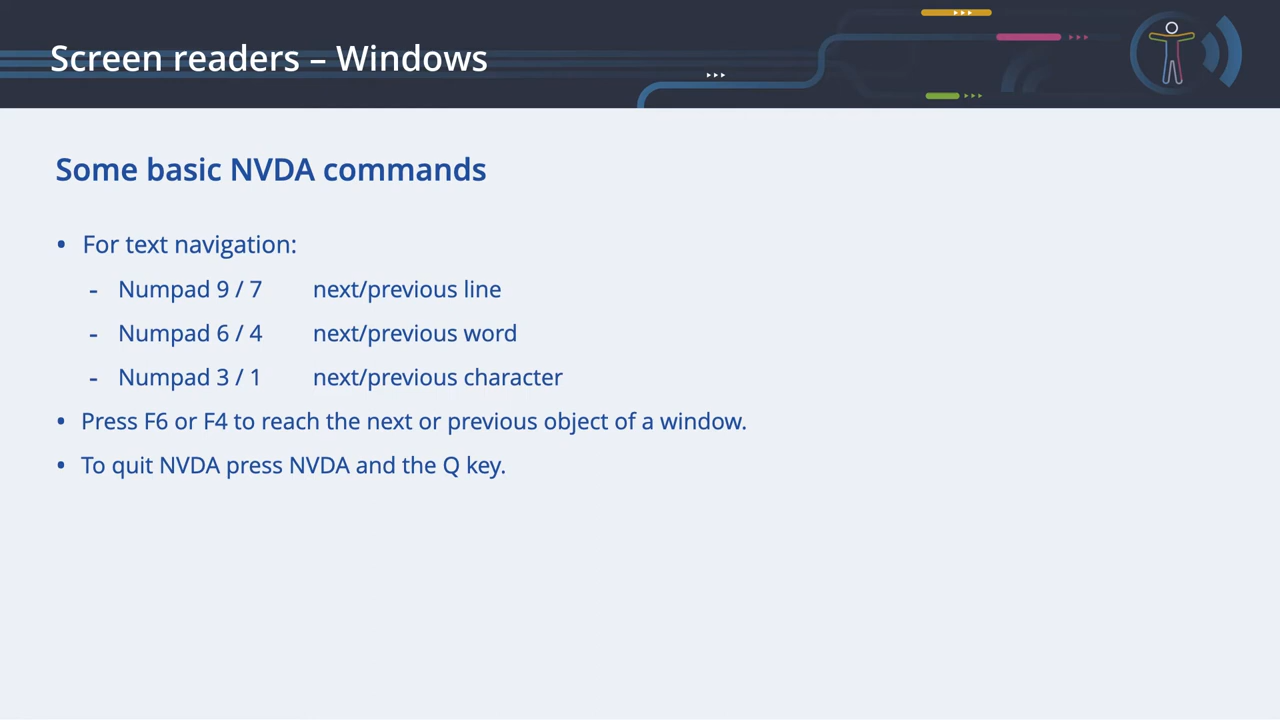 Screen readers – Windows
Some basic NVDA commands
• For text navigation:
- Numpad 9 / 7 next/previous line
- Numpad 6 / 4 next/previous word
- Numpad 3 / 1 next/previous character
• Press F6 or F4 to reach the next or previous object of a window.
• To quit NVDA press NVDA and the Q key.